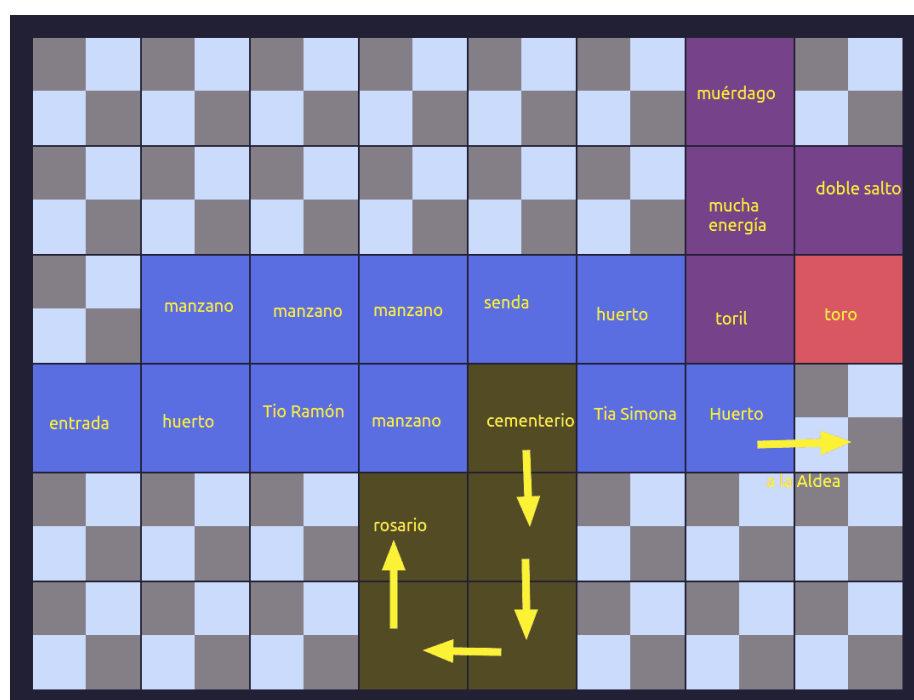 muérdago
doble salto
mucha
energía
manzano
manzano
manzano
senda
huerto
toril
toro
entrada
huerto
Tio Ramón
manzano
cementerio
Tia Simona
Huerto
a la Aldea
rosario